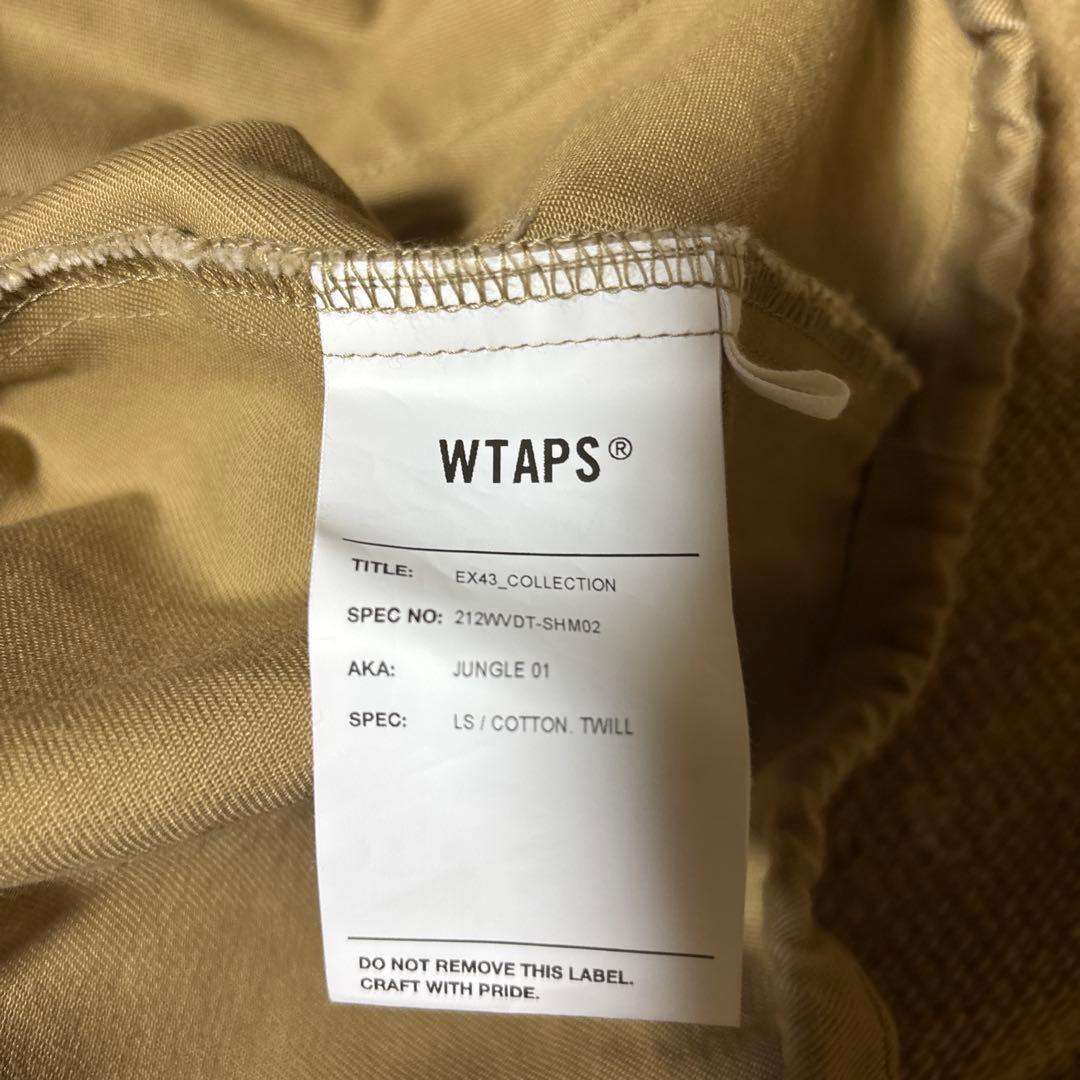 WTAPS®
TITLE: EX43_COLLECTION
SPEC NO: 212WVDT-SHM02
AKA: JUNGLE 01
SPEC: LS / COTTON. TWILL
DO NOT REMOVE THIS LABEL.
CRAFT WITH PRIDE.